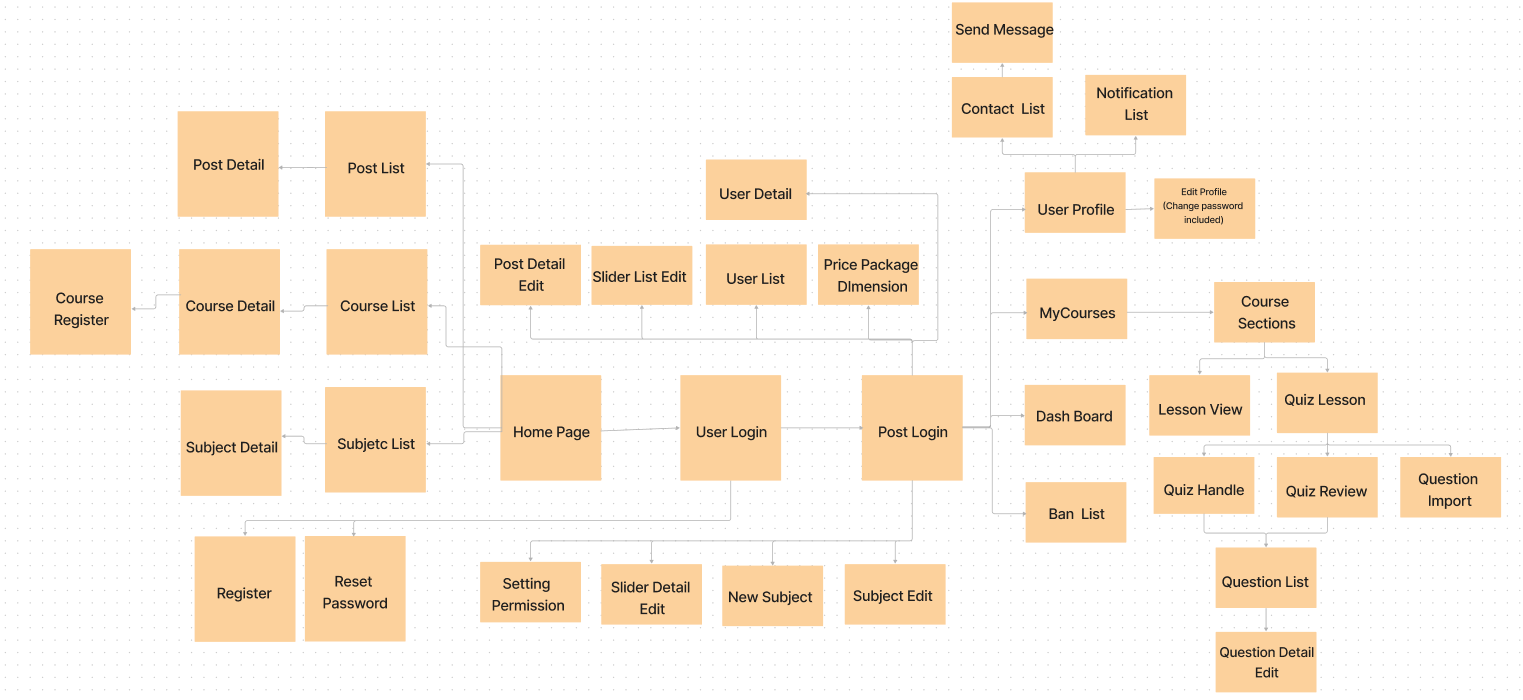 Send Message
Contact  List
Notification
List
Post Detail
Post List
User Detail
User Profile
Edit Profile
(Change password
included)
Course
Register
Course Detail
Course List
Post Detail
Edit
Slider List Edit
User List
Price Package
DImension
MyCourses
Course
Sections
Subject Detail
Subjetc List
Home Page
User Login
Post Login
Dash Board
Lesson View
Quiz Lesson
Ban  List
Quiz Handle
Quiz Review
Question
Import
Register
Reset
Password
Setting
Permission
Slider Detail
Edit
New Subject
Subject Edit
Question List
Question Detail
Edit